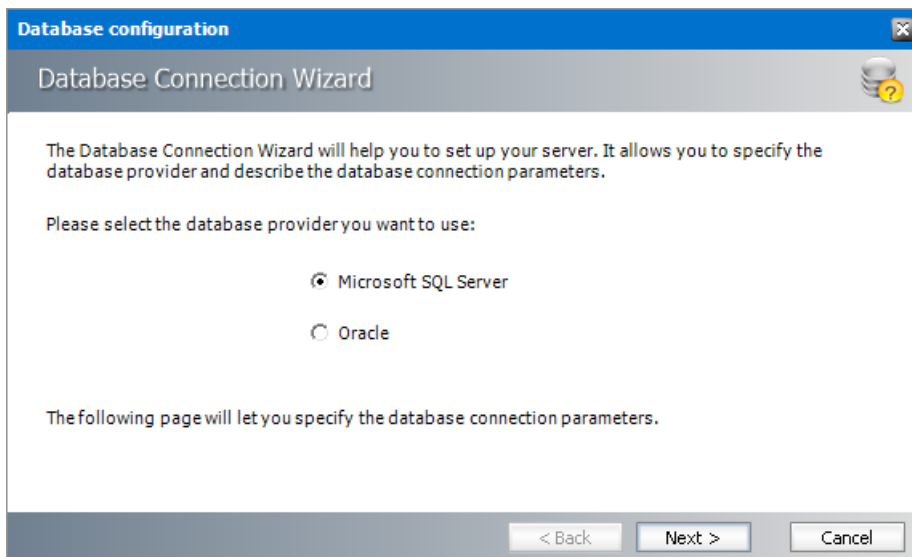 Database configuration
Database Connection Wizard
The Database Connection Wizard will help you to set up your server. It allows you to specify the
database provider and describe the database connection parameters.
Please select the database provider you want to use:
Microsoft SQL Server
Oracle
The following page will let you specify the database connection parameters.
< Back Next > Cancel